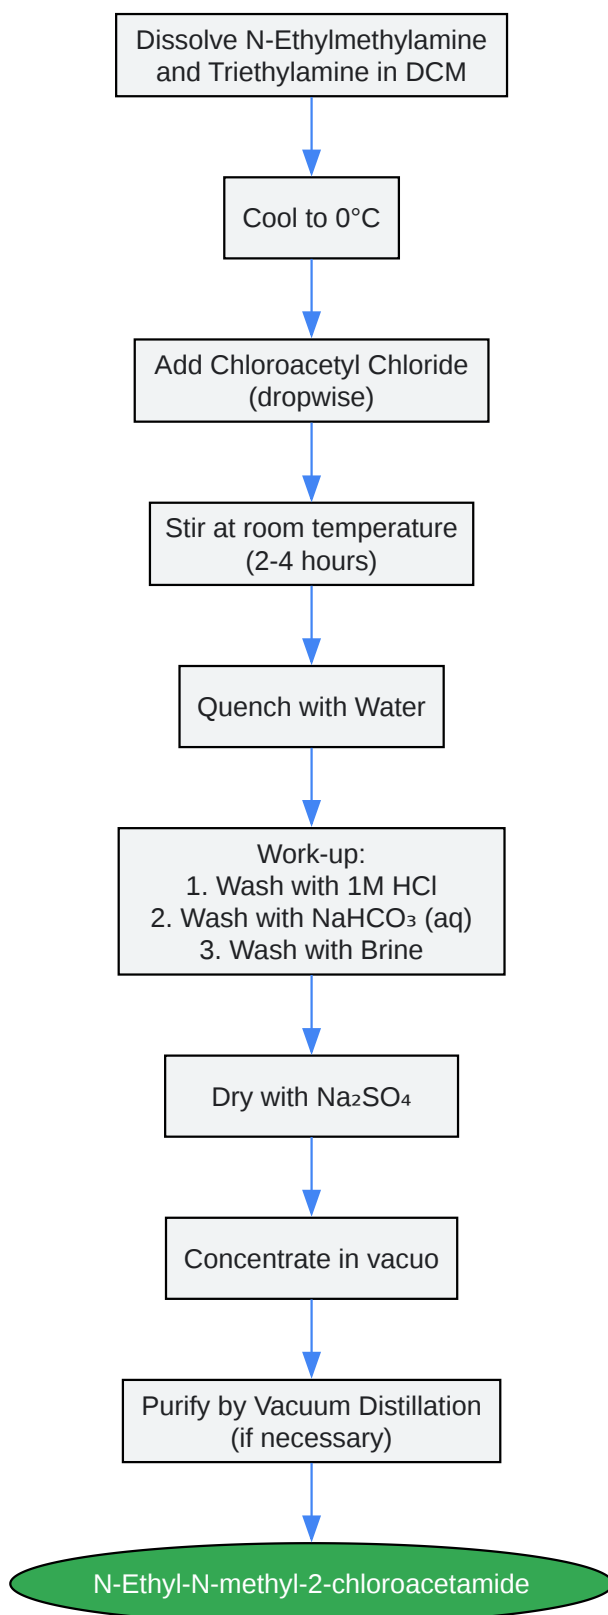 Dissolve N-Ethylmethylamine
and Triethylamine in DCM
Cool to 0°C
Add Chloroacetyl Chloride
(dropwise)
Stir at room temperature
(2-4 hours)
Quench with Water
Work-up:
1. Wash with 1M HCl
2. Wash with NaHCO₃ (aq)
3. Wash with Brine
Dry with Na₂SO₄
Concentrate in vacuo
Purify by Vacuum Distillation
(if necessary)
N-Ethyl-N-methyl-2-chloroacetamide